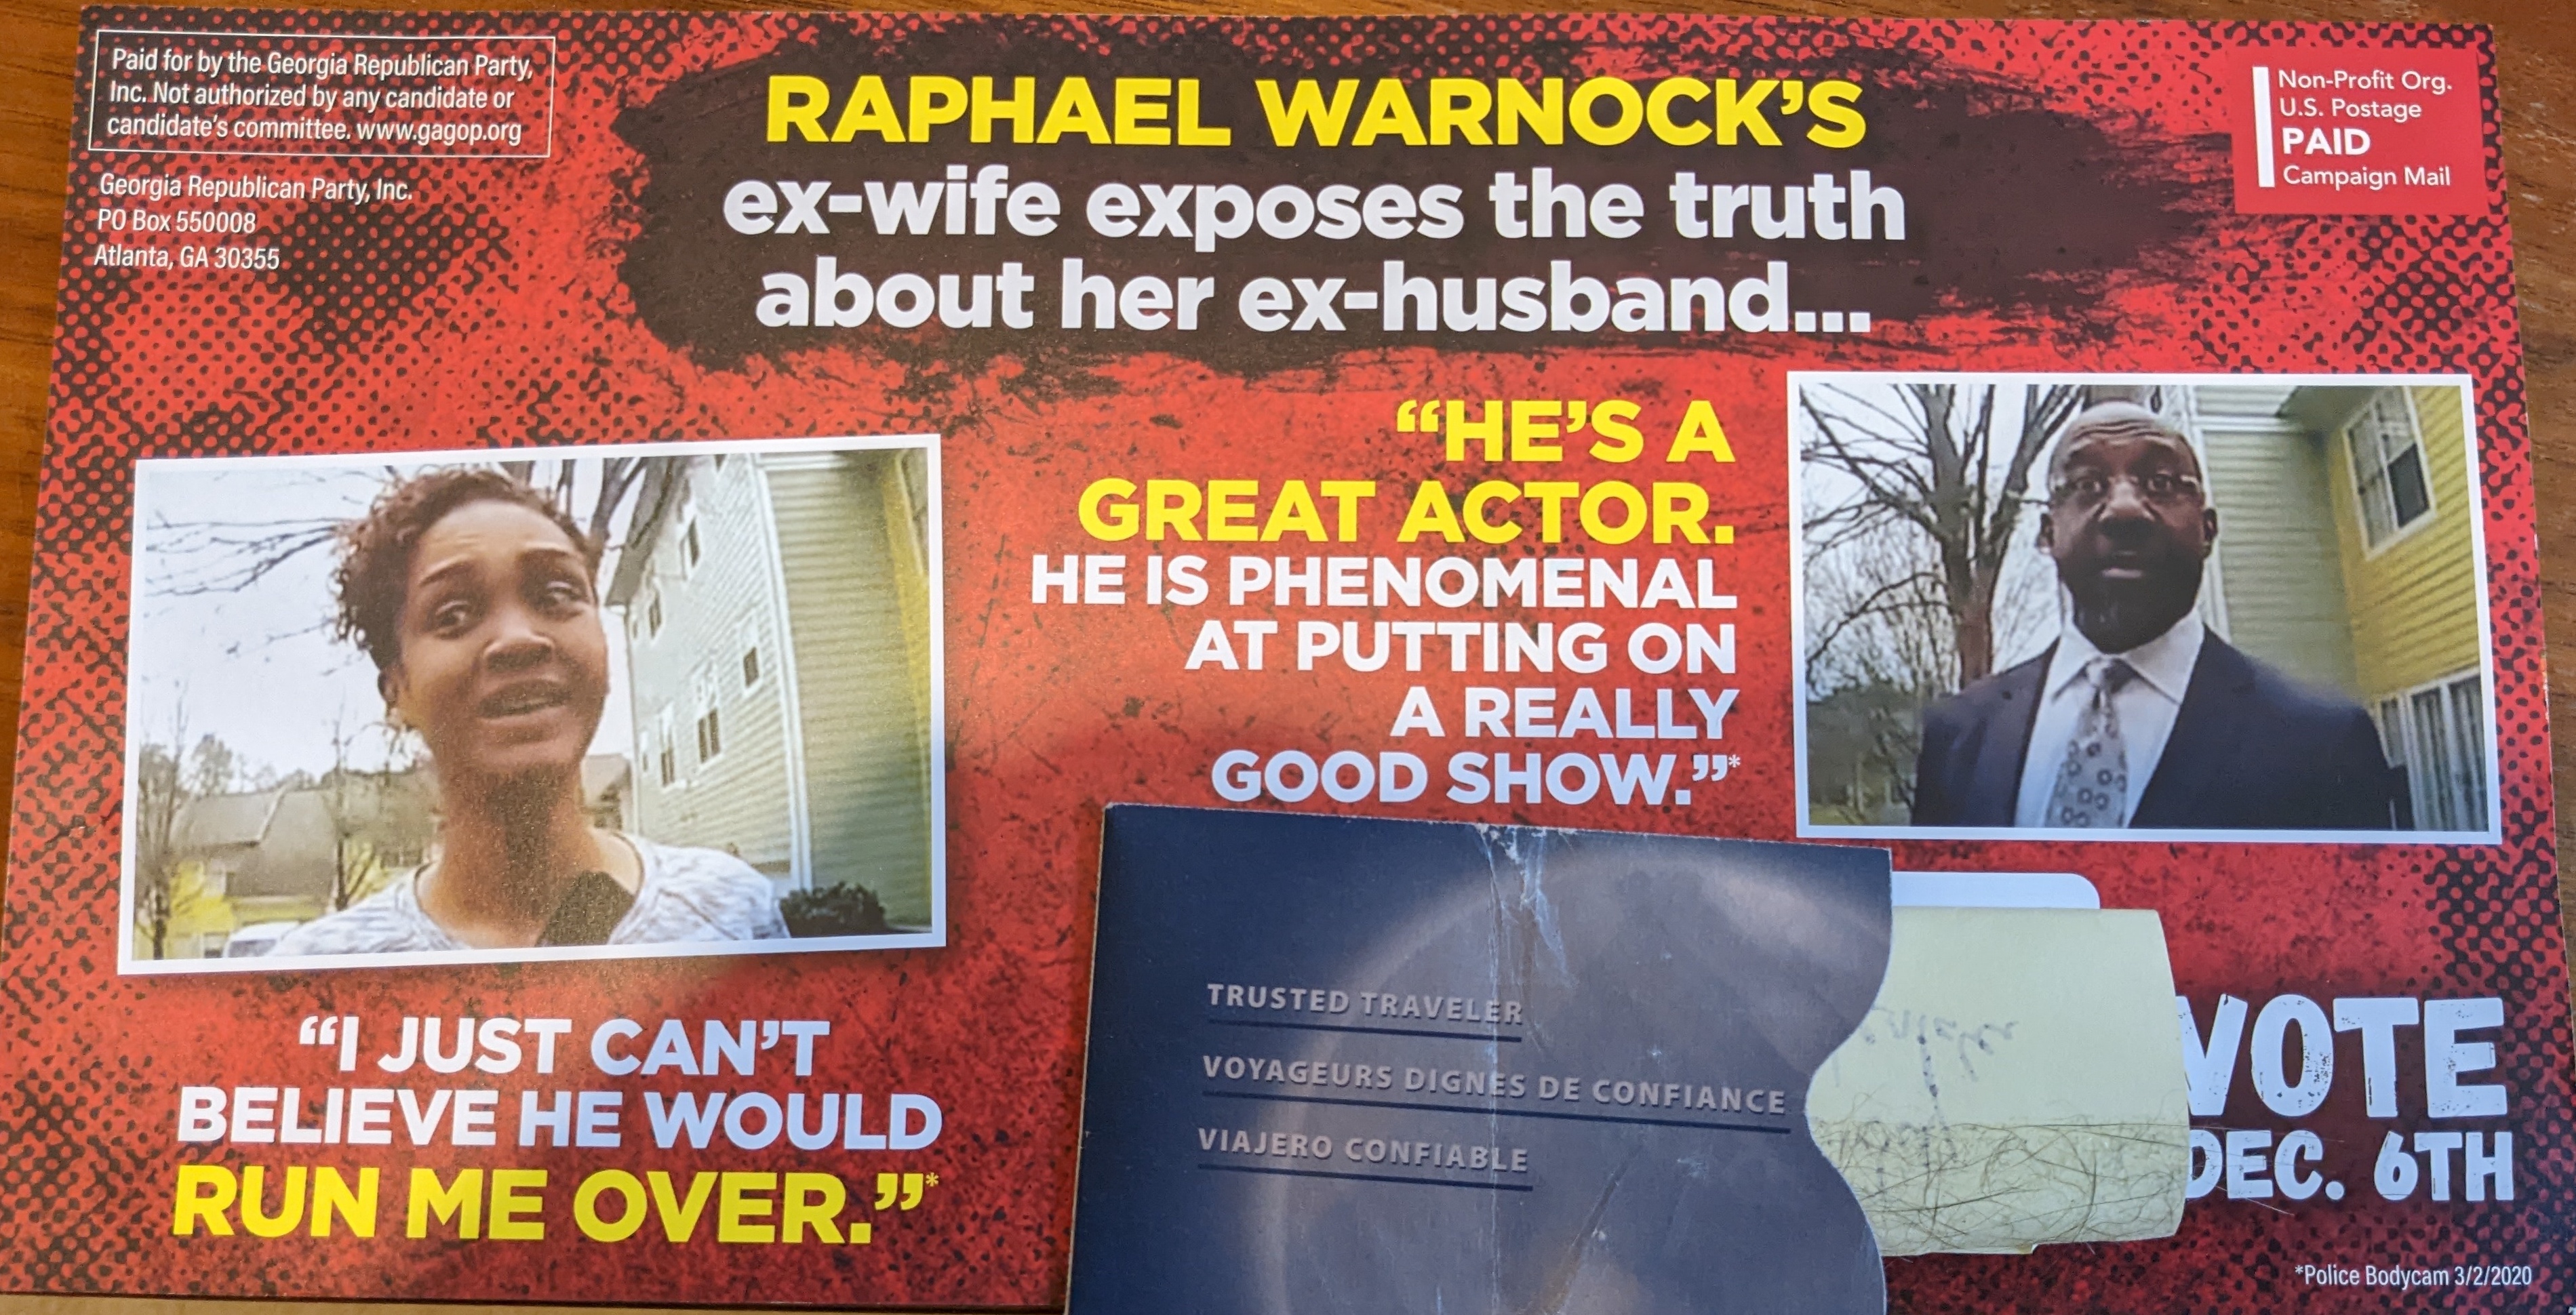 Paid for by the Georgia Republican Party,
Inc. Not authorized by any candidate or
candidate's committee. www.gagop.org
Georgia Republican Party, Inc.
PO Box 550008
Atlanta, GA 30355
RAPHAEL WARNOCK'S
ex-wife exposes the truth
about her ex-husband...
Non-Profit Org.
U.S. Postage
PAID
Campaign Mail
“HE'S A
GREAT ACTOR.
HE IS PHENOMENAL
AT PUTTING ON
A REALLY
GOOD SHOW.”*
“I JUST CAN'T
BELIEVE HE WOULD
RUN ME OVER.”*
TRUSTED TRAVELER
VOYAGEURS DIGNES DE CONFIANCE
VIAJERO CONFIABLE
VOTE
DEC. 6TH
*Police Bodycam 3/2/2020